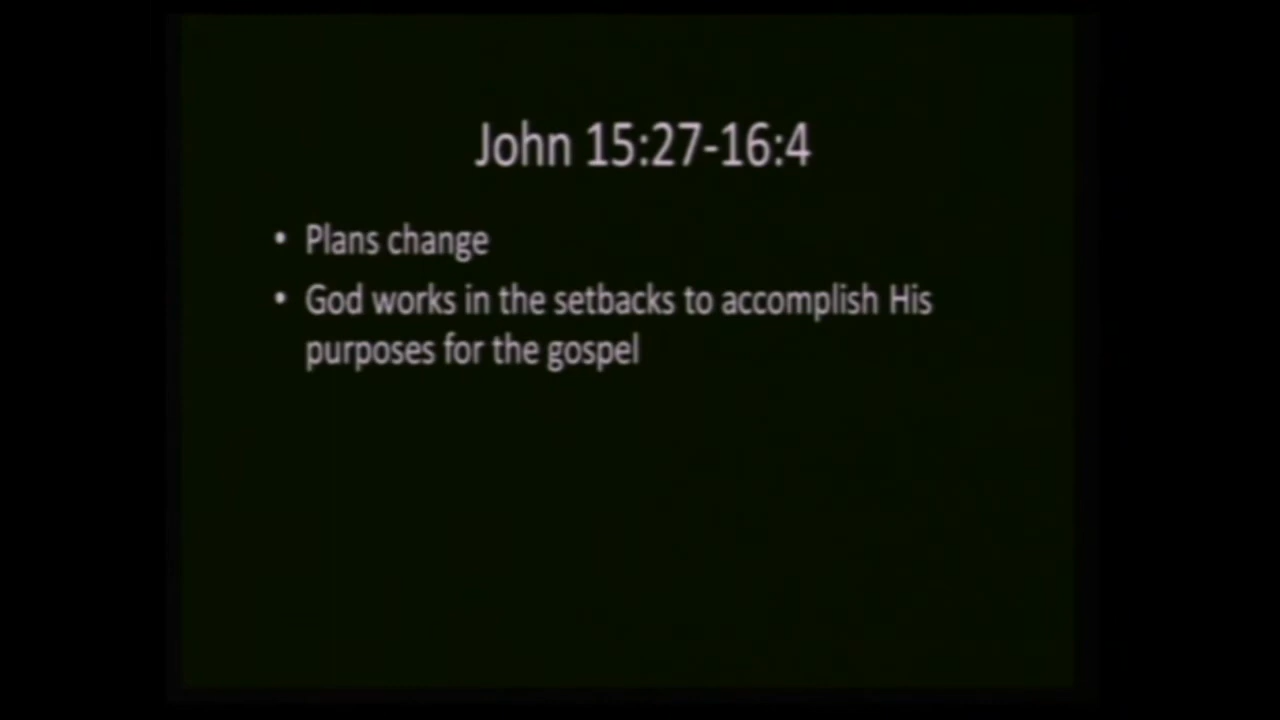 John 15:27-16:4
• Plans change
• God works in the setbacks to accomplish His
purposes for the gospel